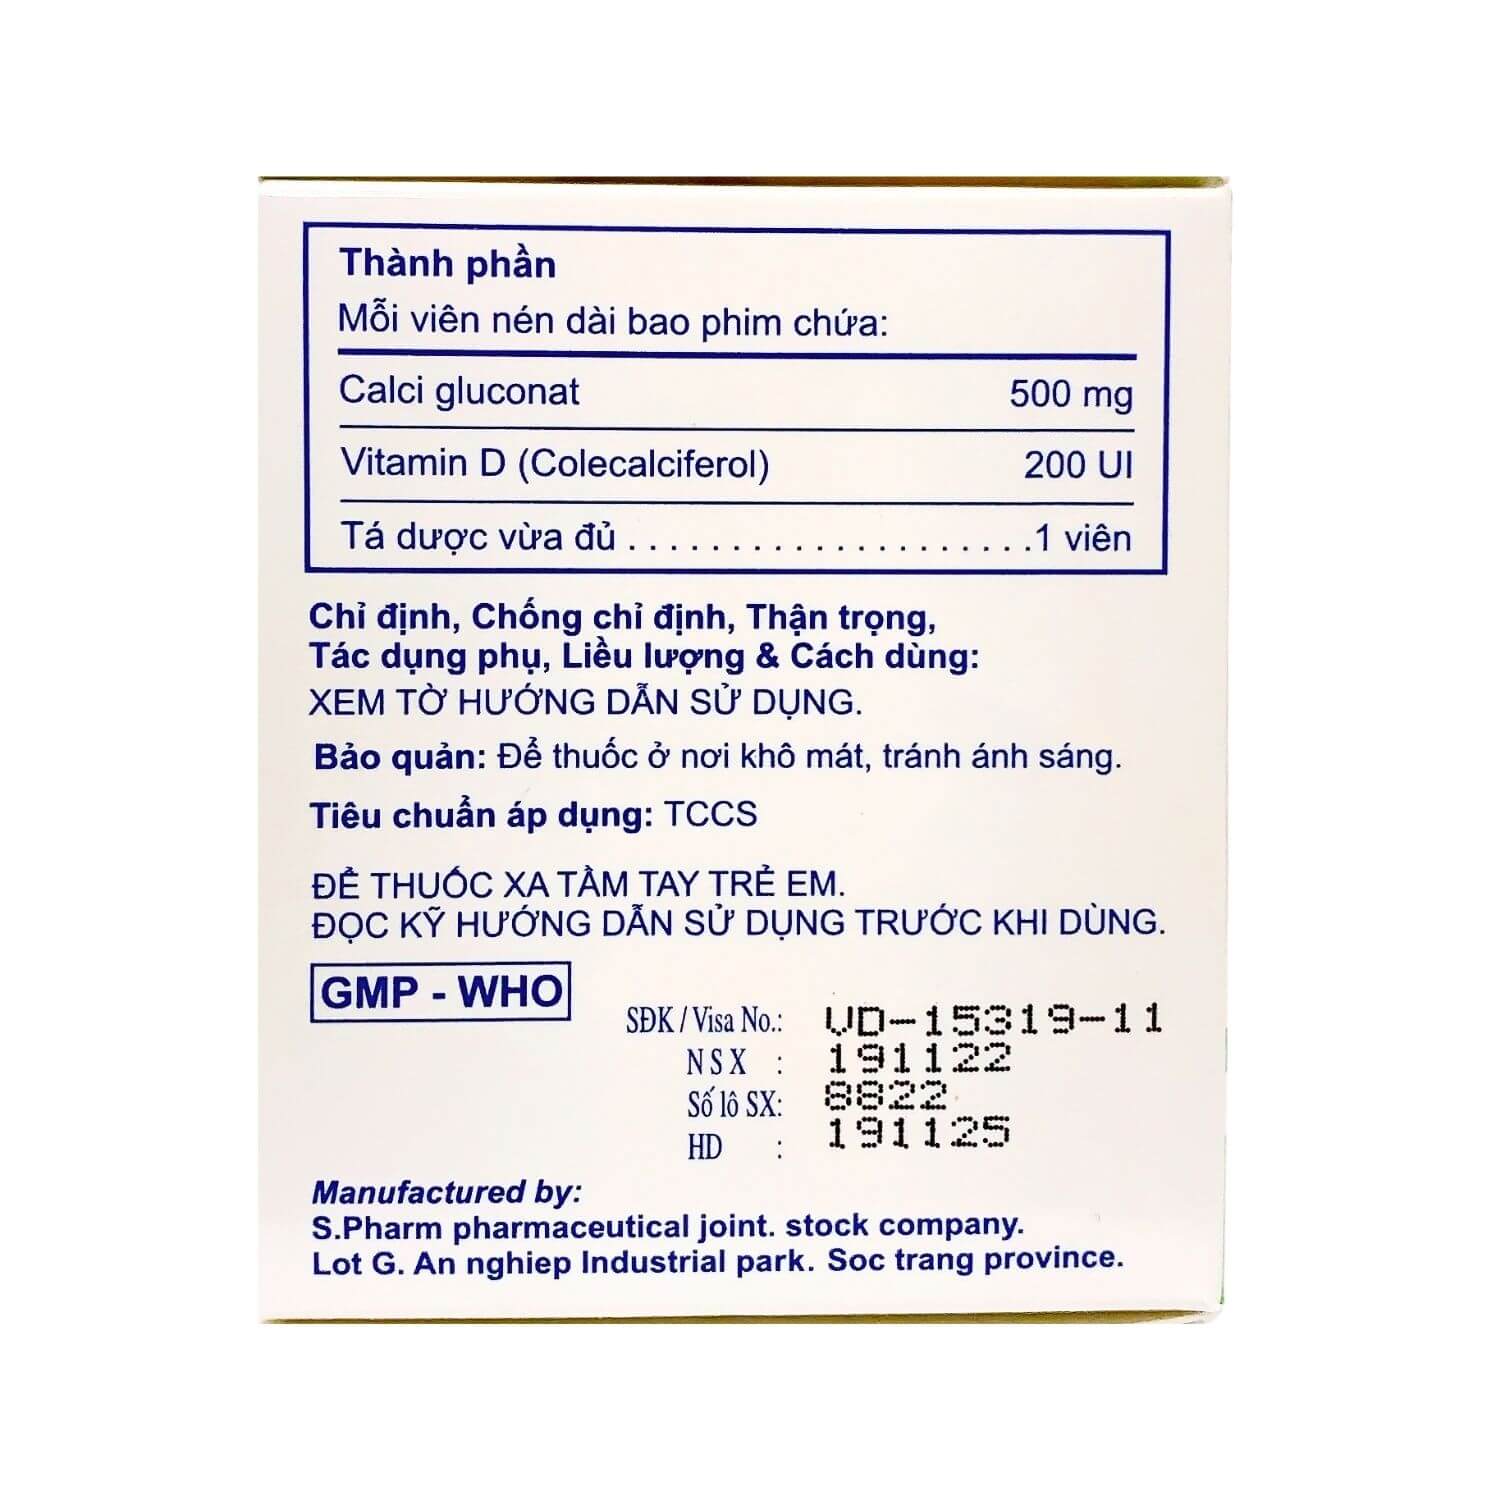 Thành phần
Mỗi viên nén dài bao phim chứa:
Calci gluconat 500 mg
Vitamin D (Colecalciferol) 200 UI
Tá dược vừa đủ . . . . . . . . . . . . . . . . . . . . .1 viên
Chỉ định, Chống chỉ định, Thận trọng,
Tác dụng phụ, Liều lượng & Cách dùng:
XEM TỜ HƯỚNG DẪN SỬ DỤNG.
Bảo quản: Để thuốc ở nơi khô mát, tránh ánh sáng.
Tiêu chuẩn áp dụng: TCCS
ĐỂ THUỐC XA TẦM TAY TRẺ EM.
ĐỌC KỸ HƯỚNG DẪN SỬ DỤNG TRƯỚC KHI DÙNG.
GMP - WHO
SĐK / Visa No.: VD-15319-11
NSX : 191122
Số lô SX: 8822
HD : 191125
Manufactured by:
S.Pharm pharmaceutical joint. stock company.
Lot G. An nghiep Industrial park. Soc trang province.